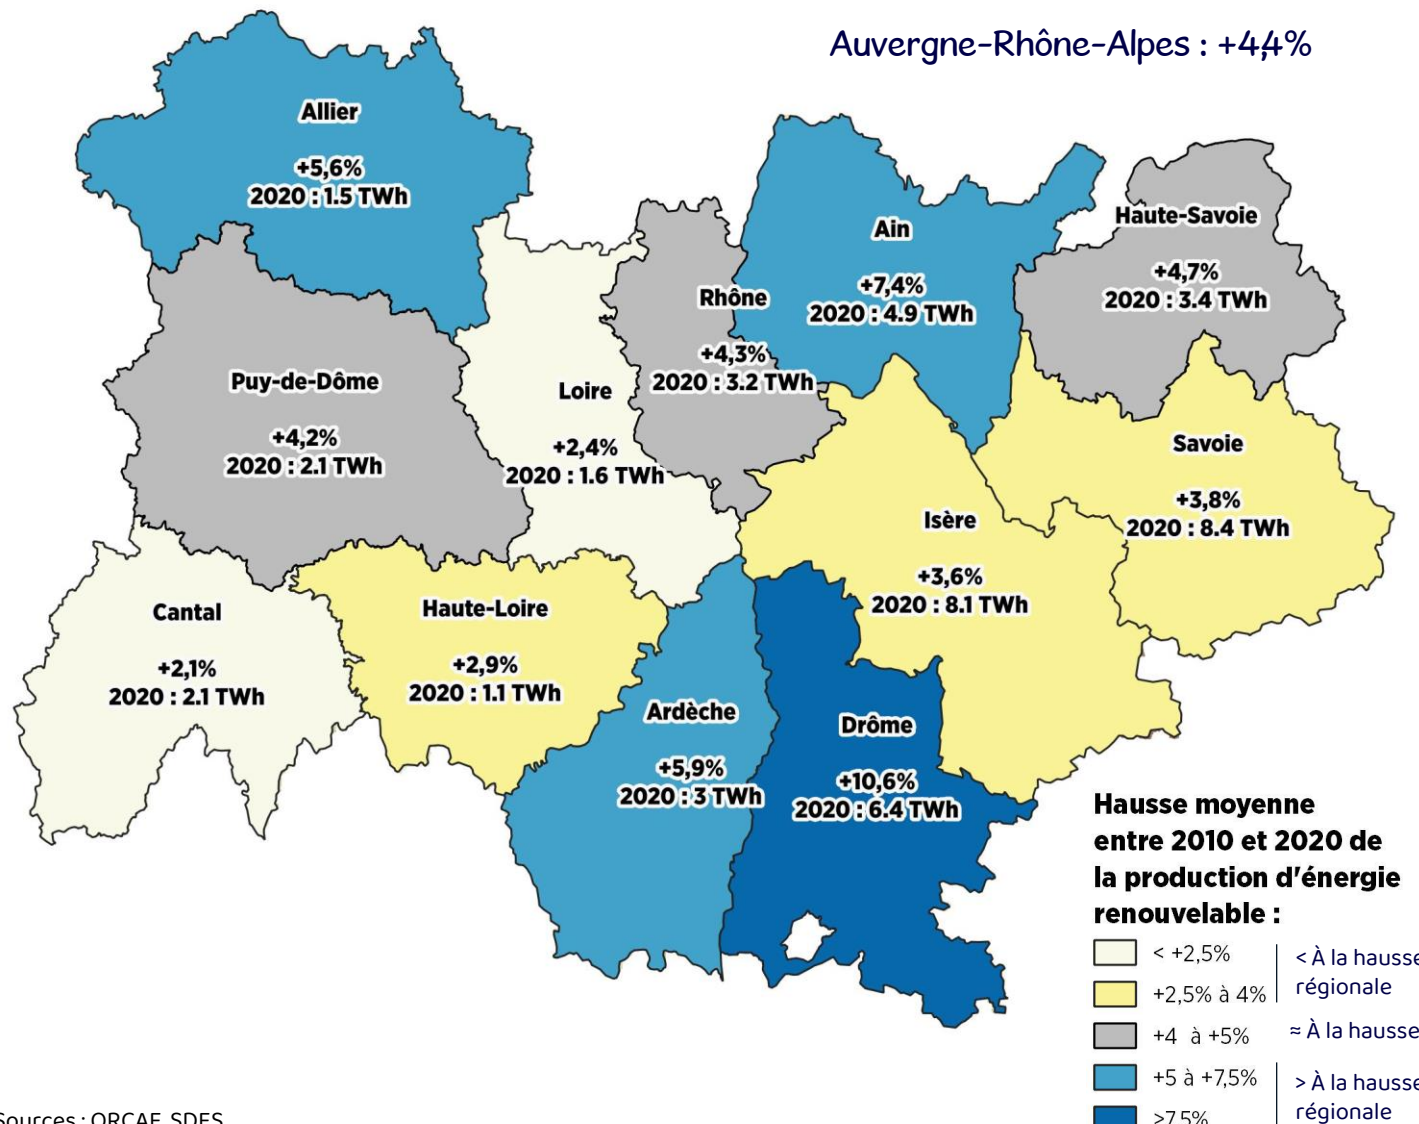 Auvergne-Rhône-Alpes : +4,4%
Allier
+5,6%
2020 : 1.5 TWh
Ain
+7,4%
2020 : 4.9 TWh
Haute-Savoie
+4,7%
2020 : 3.4 TWh
Rhône
+4,3%
2020 : 3.2 TWh
Puy-de-Dôme
+4,2%
2020 : 2.1 TWh
Loire
+2,4%
2020 : 1.6 TWh
Savoie
+3,8%
2020 : 8.4 TWh
Isère
+3,6%
2020 : 8.1 TWh
Cantal
+2,1%
2020 : 2.1 TWh
Haute-Loire
+2,9%
2020 : 1.1 TWh
Ardèche
+5,9%
2020 : 3 TWh
Drôme
+10,6%
2020 : 6.4 TWh
Hausse moyenne
entre 2010 et 2020 de
la production d'énergie
renouvelable :
< +2,5%
+2,5% à 4%
< À la hausse
régionale
+4 à +5%
≈ À la hausse
+5 à +7,5%
>7,5%
> À la hausse
régionale
Sources : ORCAE, SDES